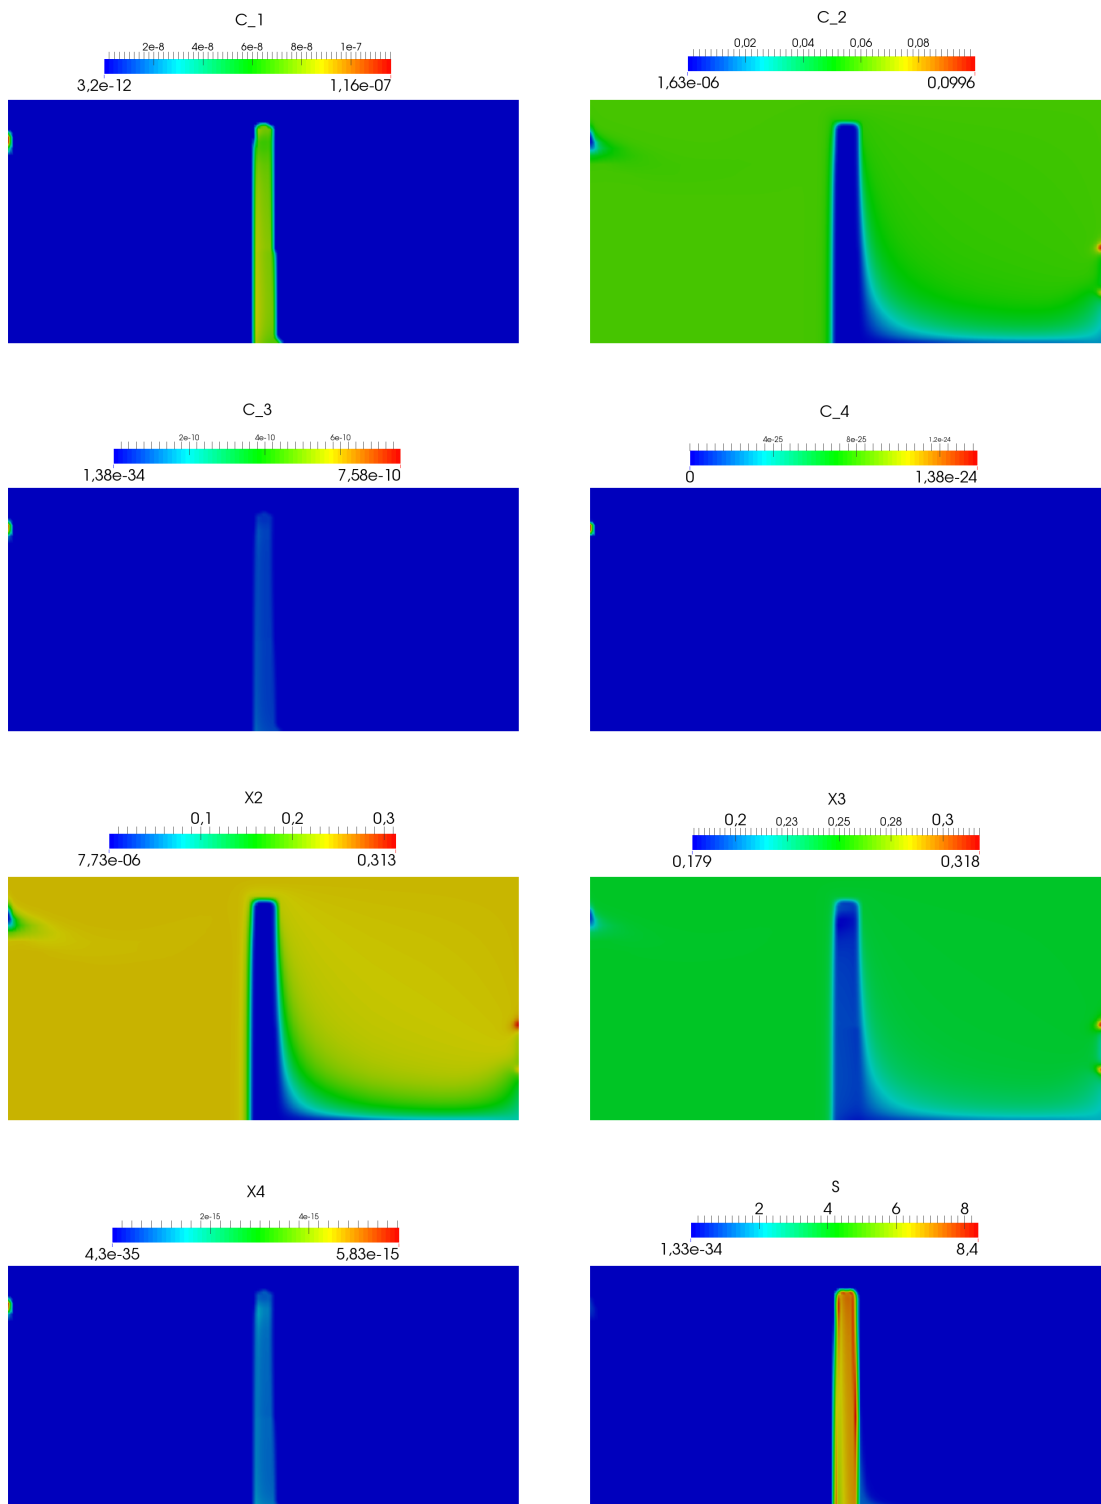 C_1
2e-8 4e-8 6e-8 8e-8 1e-7
3,2e-12 1,16e-07
C_2
0,02 0,04 0,06 0,08
1,63e-06 0,0996
C_3
2e-10 4e-10 6e-10
1,38e-34 7,58e-10
C_4
4e-25 8e-25 1.2e-24
0 1,38e-24
X2
0,1 0,2 0,3
7,73e-06 0,313
X3
0,2 0,23 0,25 0,28 0,3
0,179 0,318
X4
2e-15 4e-15
4,3e-35 5,83e-15
S
2 4 6 8
1,33e-34 8,4